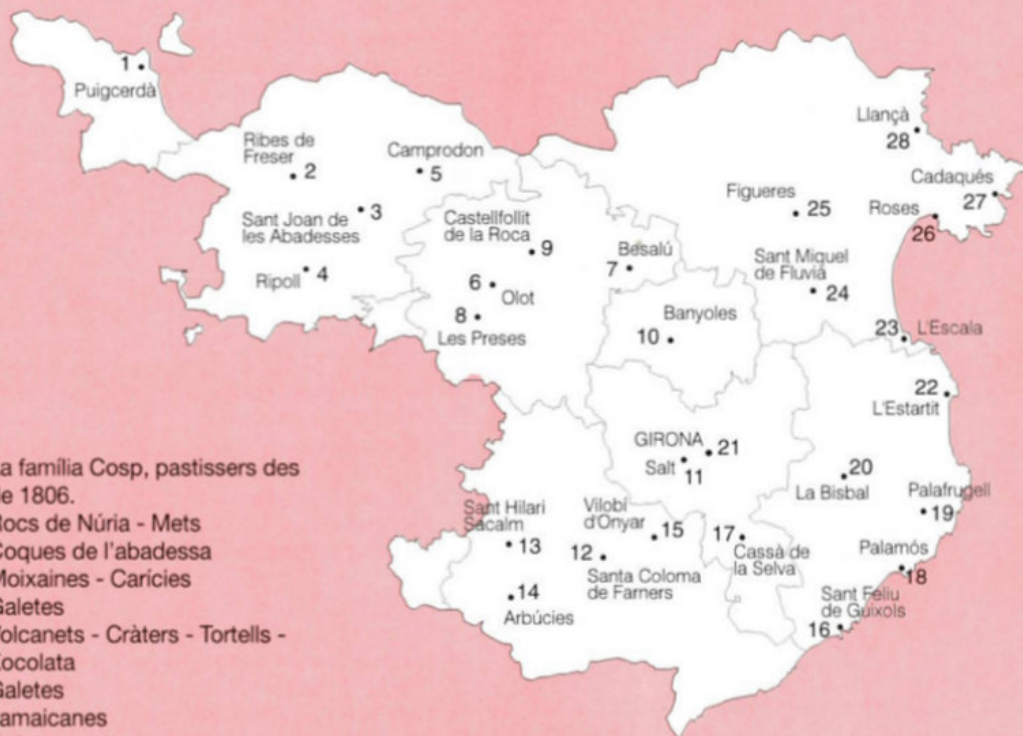 1
Puigcerdà
Ribes de
Freser
2
Camprodon
5
3
Sant Joan de
les Abadesses
Ripoll
4
Castellfollit
de la Roca
9
6
Olot
8
Les Preses
Besalú
7
Banyoles
10
Llançà
28
Cadaqués
27
Figueres
25
Roses
26
Sant Miquel
de Fluvià
24
23
L'Escala
22
L'Estartit
GIRONA
21
Salt
11
20
La Bisbal
Palafrugell
19
Palamós
18
Sant Feliu
de Guíxols
16
Sant Hilari
Sacalm
13
Vilobí
d'Onyar
15
12
Santa Coloma
de Farners
14
Arbúcies
17
Cassà de
la Selva
a família Cosp, pastissers des
de 1806.
Rocs de Núria - Mets
Coques de l'abadessa
Moixaines - Carícies
Galetes
Volcanets - Cràters - Tortells -
Xocolata
Galetes
amaicanes